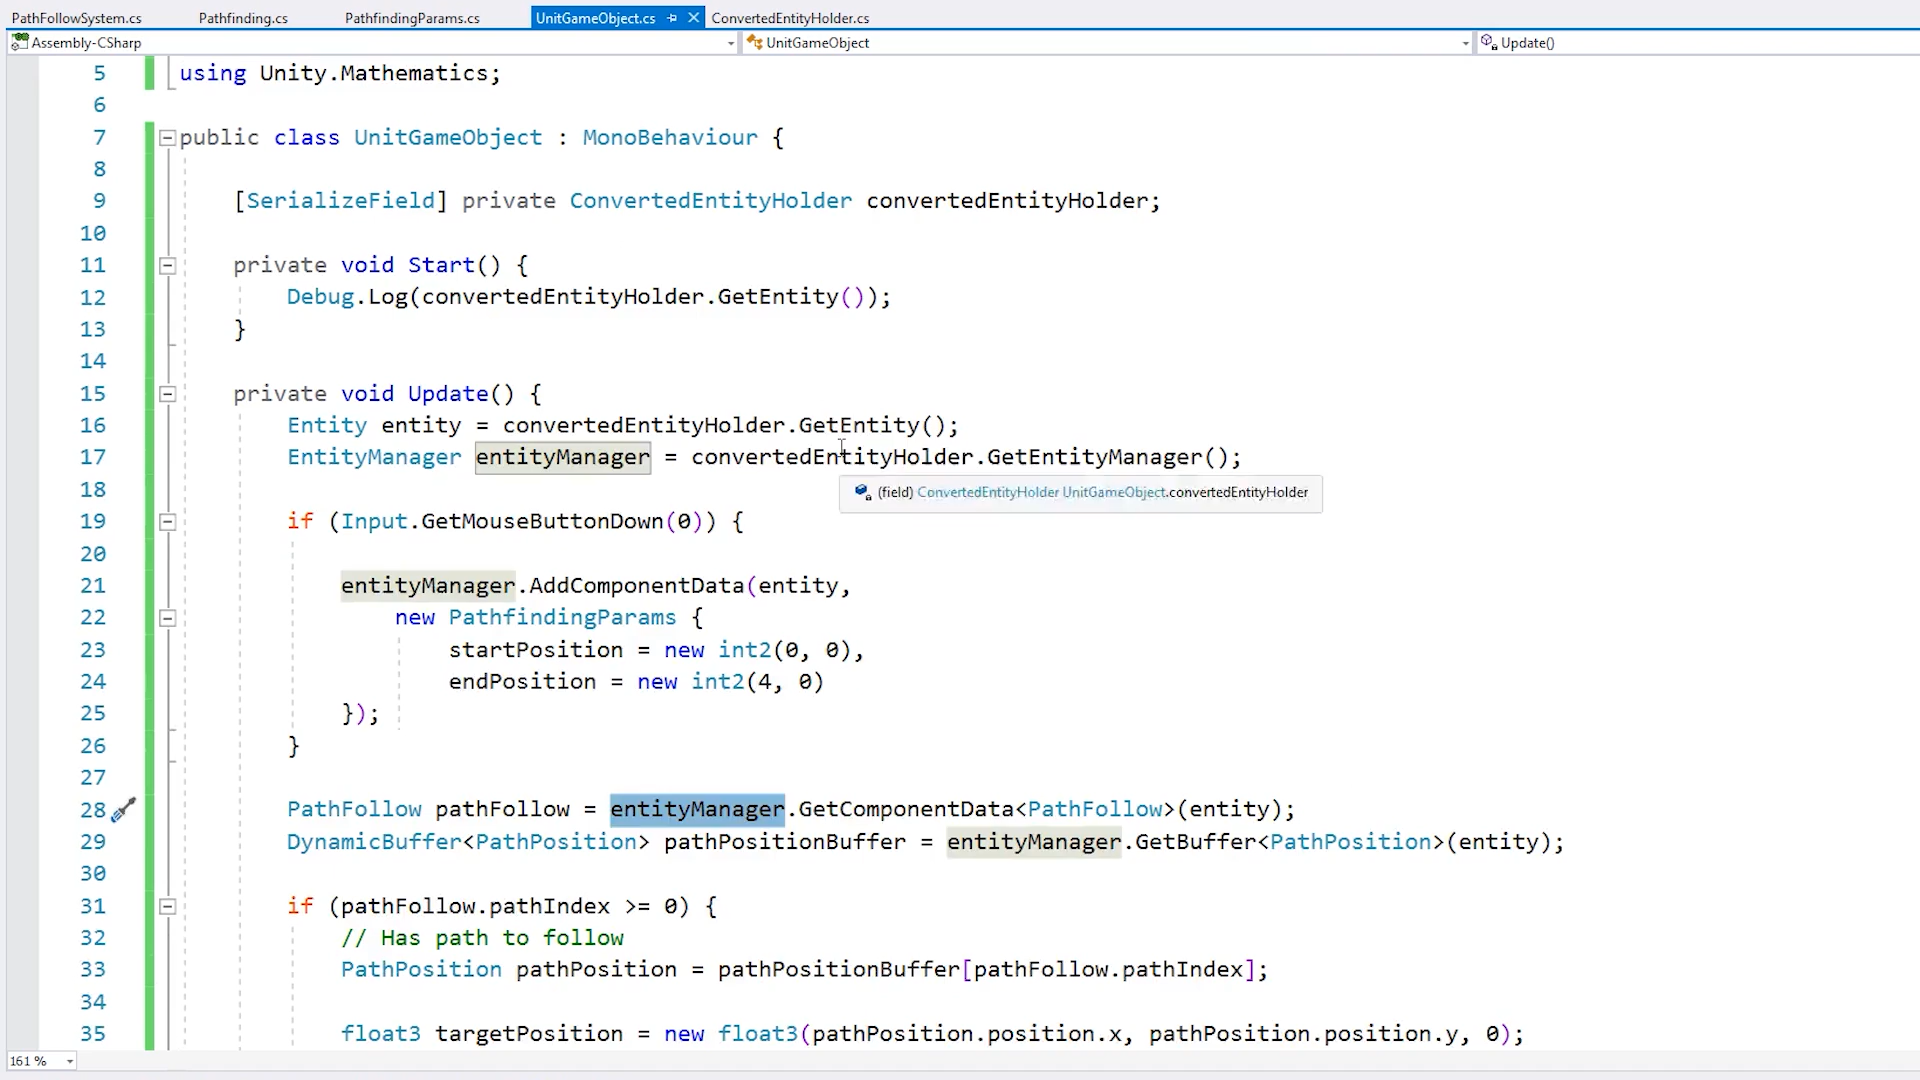 PathFollowSystem.cs Pathfinding.cs PathfindingParams.cs UnitGameObject.cs ConvertedEntityHolder.cs
Assembly-CSharp UnitGameObject Update()
5 using Unity.Mathematics;
6
7 public class UnitGameObject : MonoBehaviour {
8
9 [SerializeField] private ConvertedEntityHolder convertedEntityHolder;
10
11 private void Start() {
12 Debug.Log(convertedEntityHolder.GetEntity());
13 }
14
15 private void Update() {
16 Entity entity = convertedEntityHolder.GetEntity();
17 EntityManager entityManager = convertedEntityHolder.GetEntityManager();
(field) ConvertedEntityHolder UnitGameObject.convertedEntityHolder
18
19 if (Input.GetMouseButtonDown(0)) {
20
21 entityManager.AddComponentData(entity,
22 new PathfindingParams {
23 startPosition = new int2(0, 0),
24 endPosition = new int2(4, 0)
25 });
26 }
27
28 PathFollow pathFollow = entityManager.GetComponentData<PathFollow>(entity);
29 DynamicBuffer<PathPosition> pathPositionBuffer = entityManager.GetBuffer<PathPosition>(entity);
30
31 if (pathFollow.pathIndex >= 0) {
32 // Has path to follow
33 PathPosition pathPosition = pathPositionBuffer[pathFollow.pathIndex];
34
35 float3 targetPosition = new float3(pathPosition.position.x, pathPosition.position.y, 0);
161 %